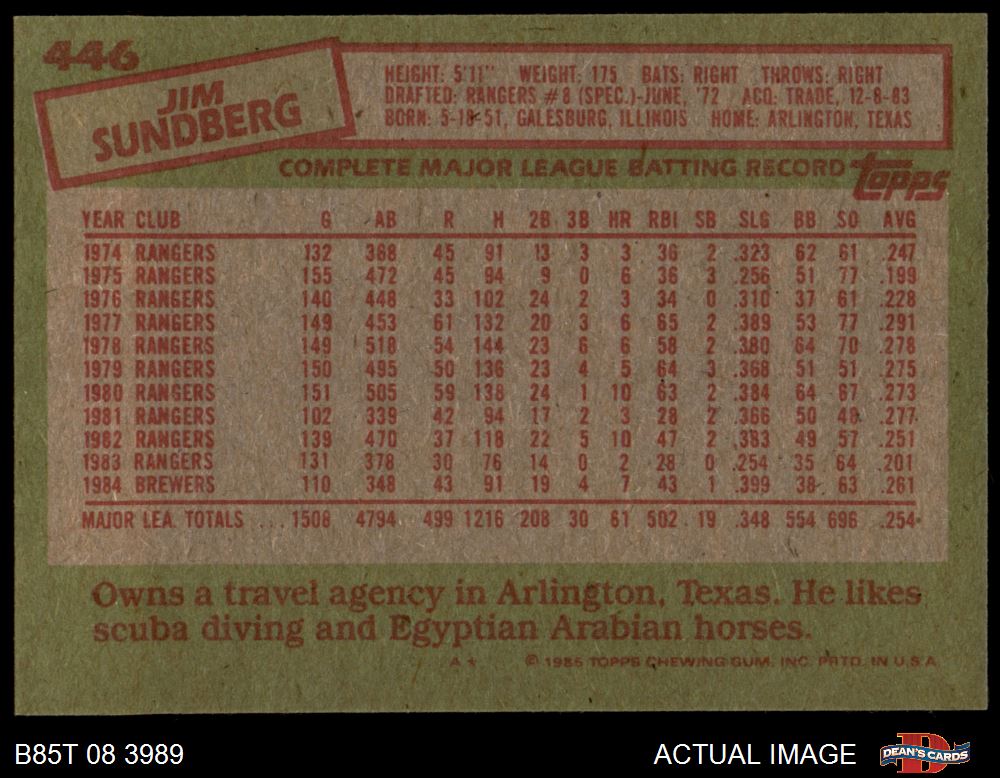 446
JIM
SUNDBERG
HEIGHT: 5'11" WEIGHT: 175 BATS: RIGHT THROWS: RIGHT
DRAFTED: RANGERS #8 (SPEC.)-JUNE, '72 ACQ: TRADE, 12-8-83
BORN: 5-18-51, GALESBURG, ILLINOIS HOME: ARLINGTON, TEXAS
COMPLETE MAJOR LEAGUE BATTING RECORD topps
YEAR CLUB G AB R H 2B 3B HR RBI SB SLG BB SO AVG
1974 RANGERS 132 368 45 91 13 3 3 36 2 .323 62 61 .247
1975 RANGERS 155 472 45 94 9 0 6 36 3 .256 51 77 .199
1976 RANGERS 140 448 33 102 24 2 3 34 0 .310 37 61 .228
1977 RANGERS 149 453 61 132 20 3 6 65 2 .389 53 77 .291
1978 RANGERS 149 518 54 144 23 6 6 58 2 .380 64 70 .278
1979 RANGERS 150 495 50 136 23 4 5 64 3 .368 51 51 .275
1980 RANGERS 151 505 59 138 24 1 10 63 2 .384 64 67 .273
1981 RANGERS 102 339 42 94 17 2 3 28 2 .366 50 48 .277
1982 RANGERS 139 470 37 118 22 5 10 47 2 .383 49 57 .251
1983 RANGERS 131 378 30 76 14 0 2 28 0 .254 35 64 .201
1984 BREWERS 110 348 43 91 19 4 7 43 1 .399 38 63 .261
MAJOR LEA. TOTALS ... 1508 4794 499 1216 208 30 61 502 19 .348 554 696 .254
Owns a travel agency in Arlington, Texas. He likes
scuba diving and Egyptian Arabian horses.
A* © 1985 TOPPS CHEWING GUM, INC. PRTD. IN U.S.A.
B85T 08 3989 ACTUAL IMAGE D DEAN'S CARDS